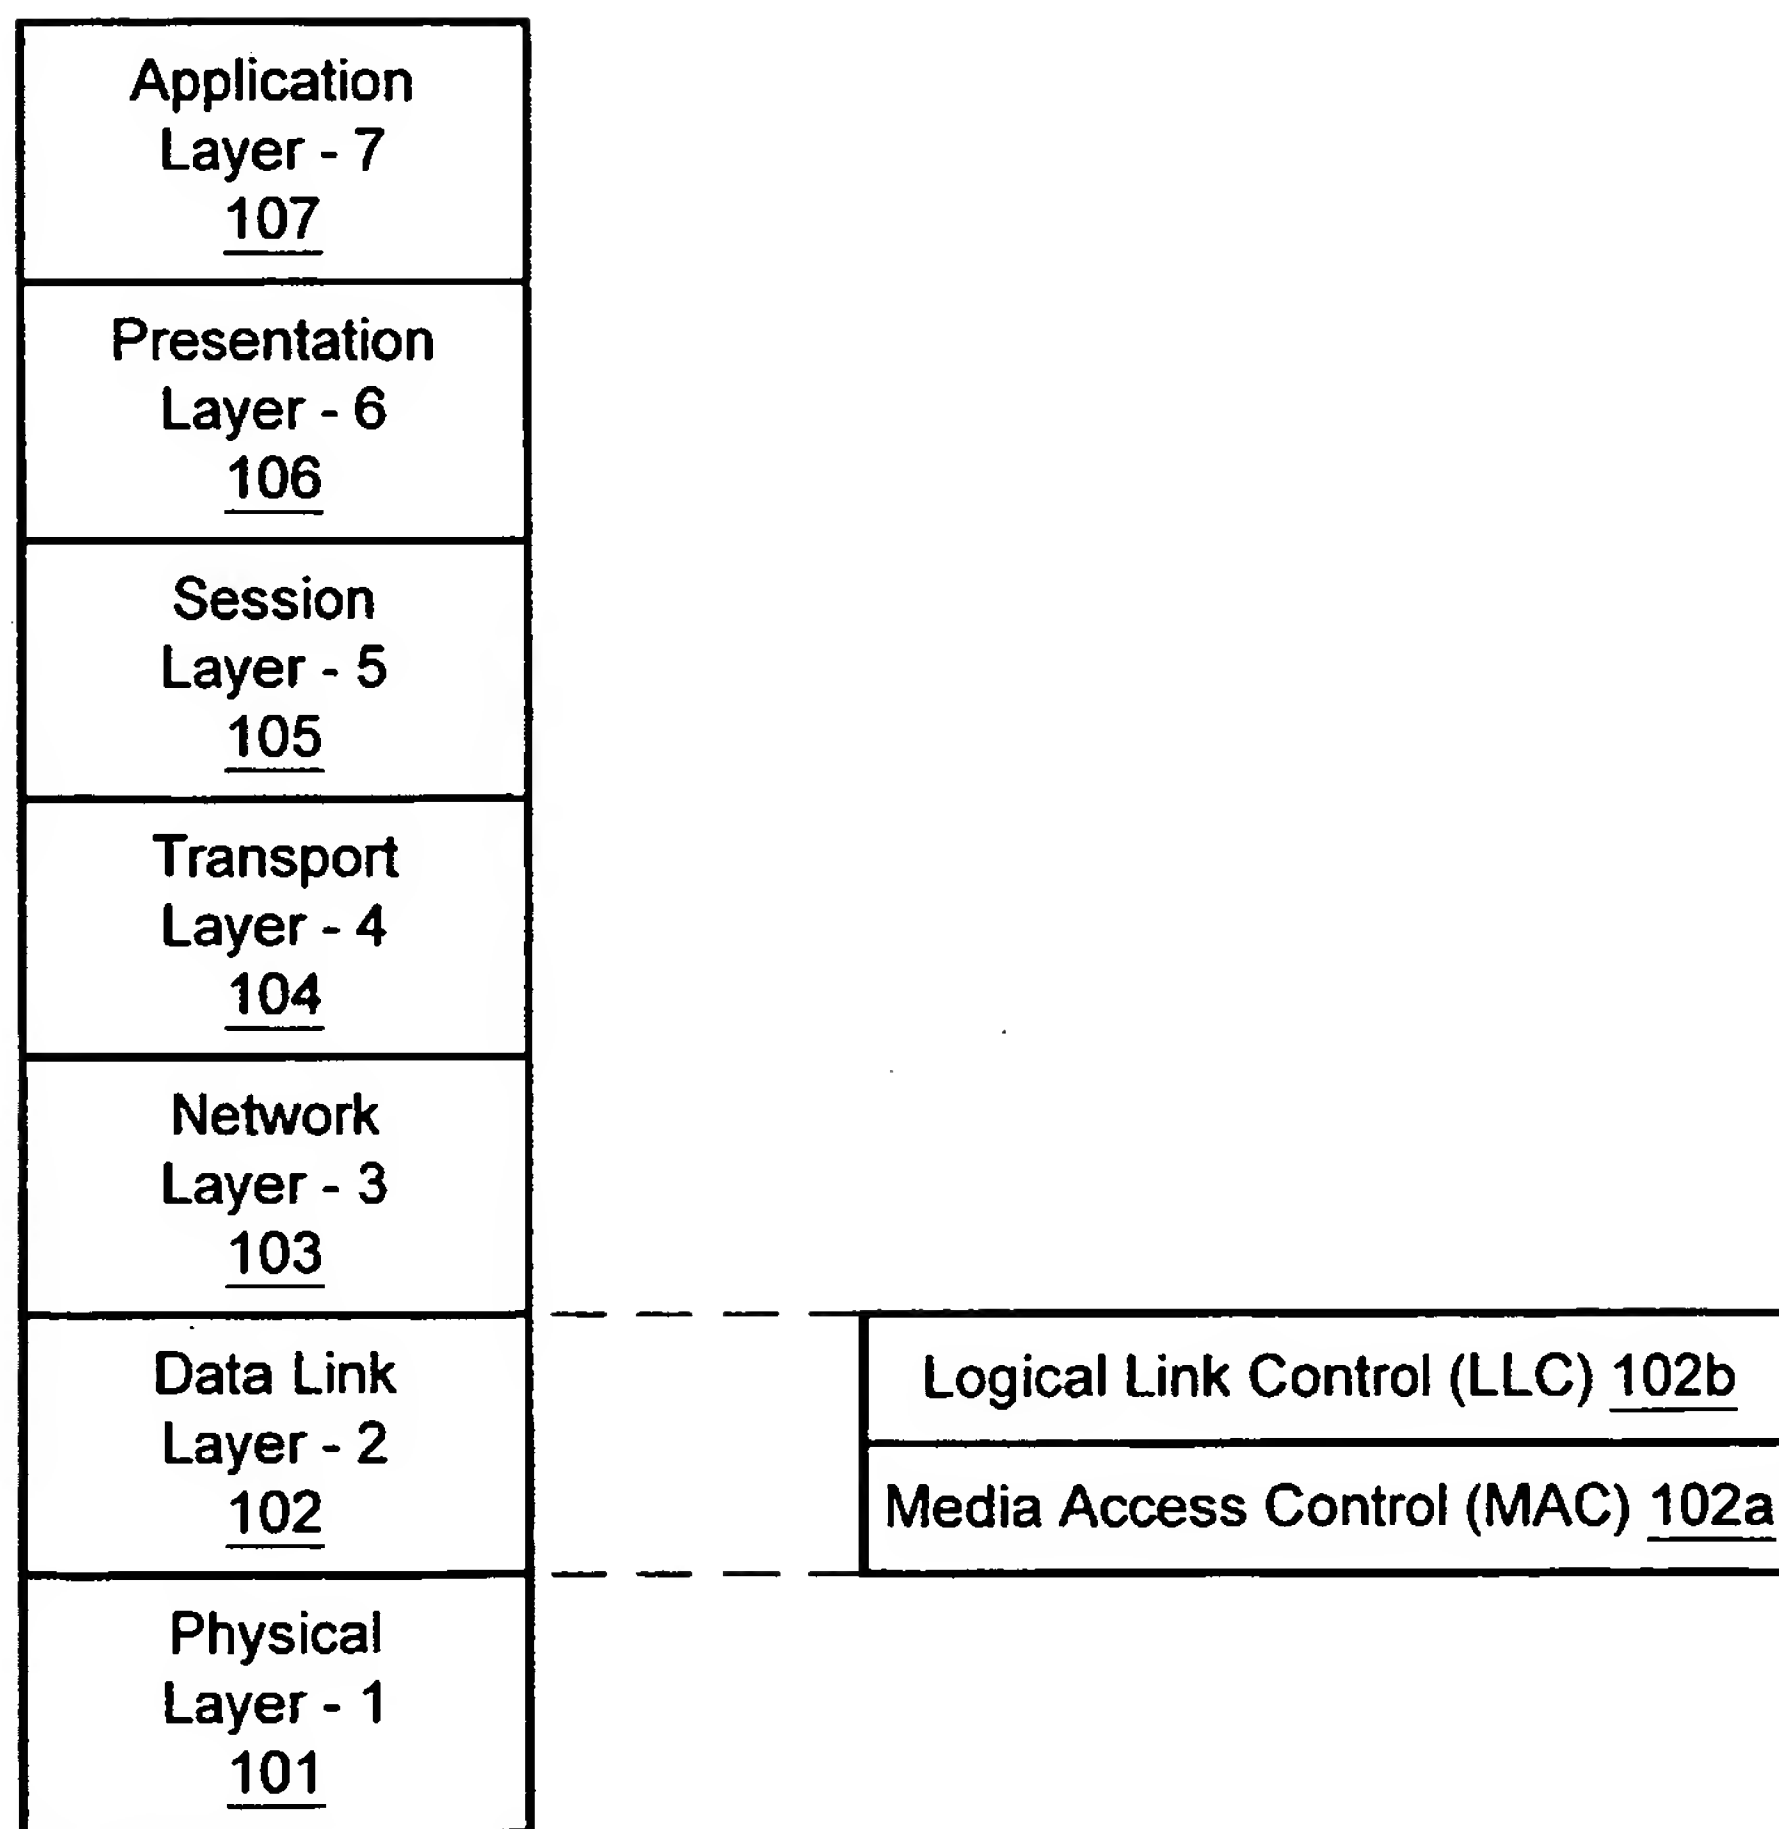 Application
Layer - 7
107
Presentation
Layer - 6
106
Session
Layer - 5
105
Transport
Layer - 4
104
Network
Layer - 3
103
Data Link
Layer - 2
102
Logical Link Control (LLC) 102b
Media Access Control (MAC) 102a
Physical
Layer - 1
101